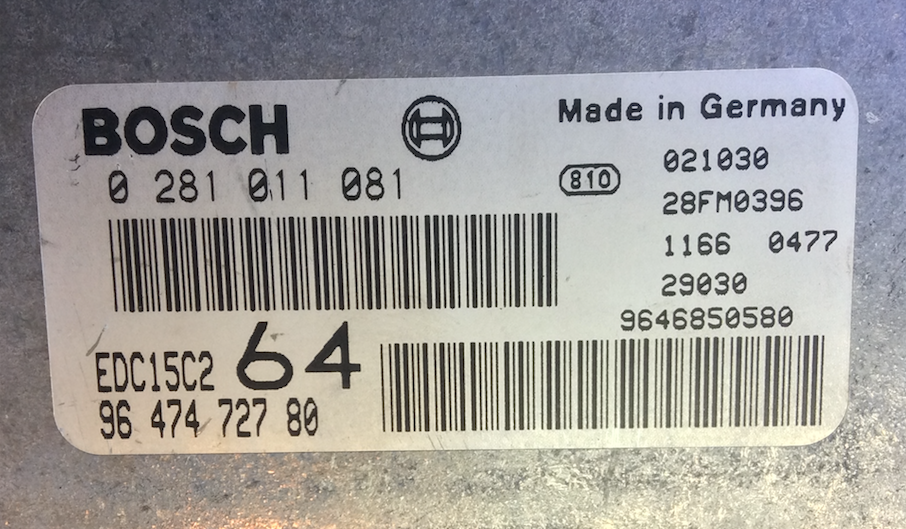 BOSCH
Made in Germany
0 281 011 081
810
021030
28FM0396
1166 0477
29030
9646850580
EDC15C2 64
96 474 727 80